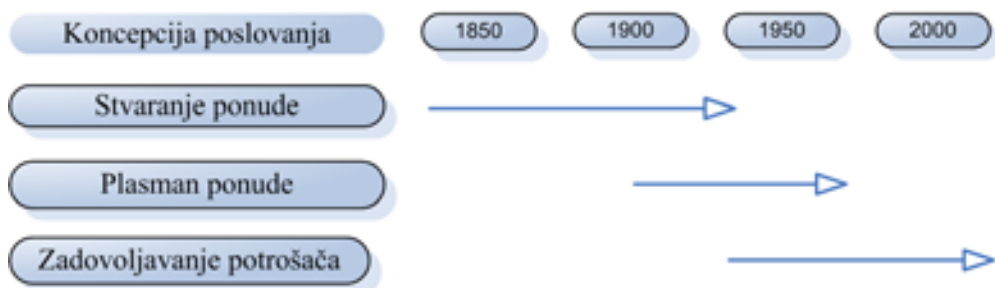 Koncepcija poslovanja 1850 1900 1950 2000
Stvaranje ponude
Plasman ponude
Zadovoljavanje potrošača